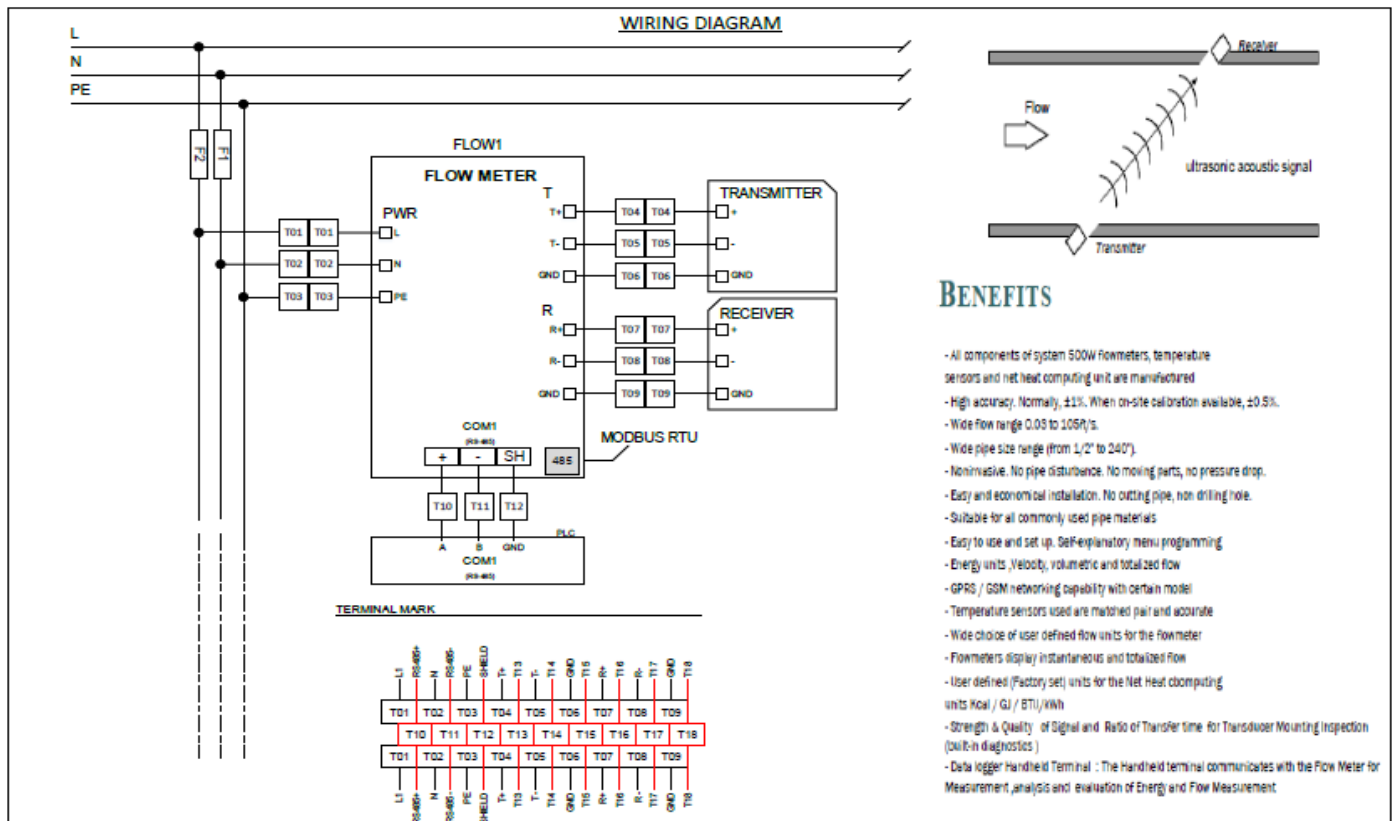 WIRING DIAGRAM
L
N
PE
F2
F1
FLOW1
FLOW METER
PWR
L
N
PE
T01 T01
T02 T02
T03 T03
T
T+
T-
GND
T04 T04
T05 T05
T06 T06
TRANSMITTER
+
-
GND
R
R+
R-
GND
T07 T07
T08 T08
T09 T09
RECEIVER
+
-
GND
COM1
(RS-485)
+ - SH
485
MODBUS RTU
T10 T11 T12
PLC
A B GND
COM1
(RS-485)
TERMINAL MARK
L1 RS485+ N RS485- PE SHIELD T+ T13 T- T14 GND T15 R+ T16 R- T17 GND T18
T01 T02 T03 T04 T05 T06 T07 T08 T09
T10 T11 T12 T13 T14 T15 T16 T17 T18
T01 T02 T03 T04 T05 T06 T07 T08 T09
L1 RS485+ N RS485- PE SHIELD T+ T13 T- T14 GND T15 R+ T16 R- T17 GND T18
Receiver
Flow
ultrasonic acoustic signal
Transmitter
BENEFITS
- All components of system 500W flowmeters, temperature
sensors and net heat computing unit are manufactured
- High accuracy. Normally, ±1%. When on-site calibration available, ±0.5%.
- Wide flow range 0.03 to 105ft/s.
- Wide pipe size range (from 1/2" to 240").
- Noninvasive. No pipe disturbance. No moving parts, no pressure drop.
- Easy and economical installation. No cutting pipe, non drilling hole.
- Suitable for all commonly used pipe materials
- Easy to use and set up. Self-explanatory menu programming
- Energy units ,Velocity, volumetric and totalized flow
- GPRS / GSM networking capability with certain model
- Temperature sensors used are matched pair and accurate
- Wide choice of user defined flow units for the flowmeter
- Flowmeters display instantaneous and totalized flow
- User defined (Factory set) units for the Net Heat cbomputing
units Kcal / GJ / BTU/kWh
- Strength & Quality of Signal and Ratio of Transfer time for Transducer Mounting Inspection
(built-in diagnostics )
- Data logger Handheld Terminal : The Handheld terminal communicates with the Flow Meter for
Measurement ,analysis and evaluation of Energy and Flow Measurement